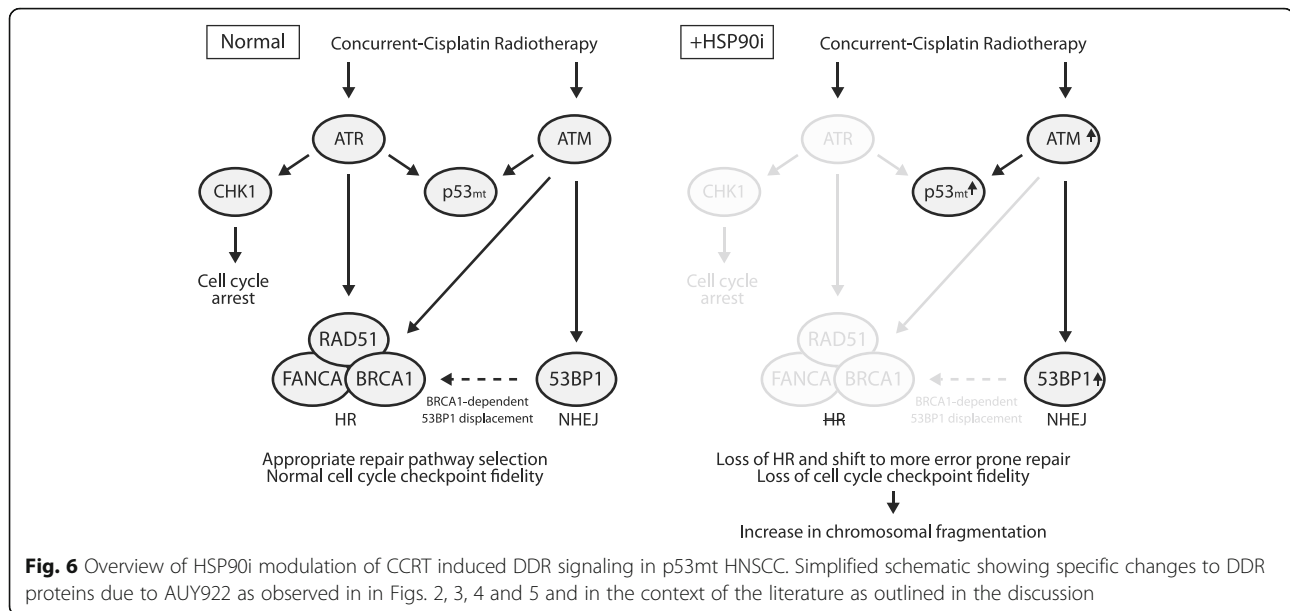 Normal
Concurrent-Cisplatin Radiotherapy
ATR
ATM
CHK1
p53mt
Cell cycle
arrest
RAD51
FANCA
BRCA1
53BP1
BRCA1-dependent
53BP1 displacement
HR
NHEJ
Appropriate repair pathway selection
Normal cell cycle checkpoint fidelity
+HSP90i
Concurrent-Cisplatin Radiotherapy
ATR
ATM
CHK1
p53mt
Cell cycle
arrest
RAD51
FANCA
BRCA1
53BP1
BRCA1-dependent
53BP1 displacement
HR
NHEJ
Loss of HR and shift to more error prone repair
Loss of cell cycle checkpoint fidelity
Increase in chromosomal fragmentation
Fig. 6 Overview of HSP90i modulation of CCRT induced DDR signaling in p53mt HNSCC. Simplified schematic showing specific changes to DDR
proteins due to AUY922 as observed in in Figs. 2, 3, 4 and 5 and in the context of the literature as outlined in the discussion